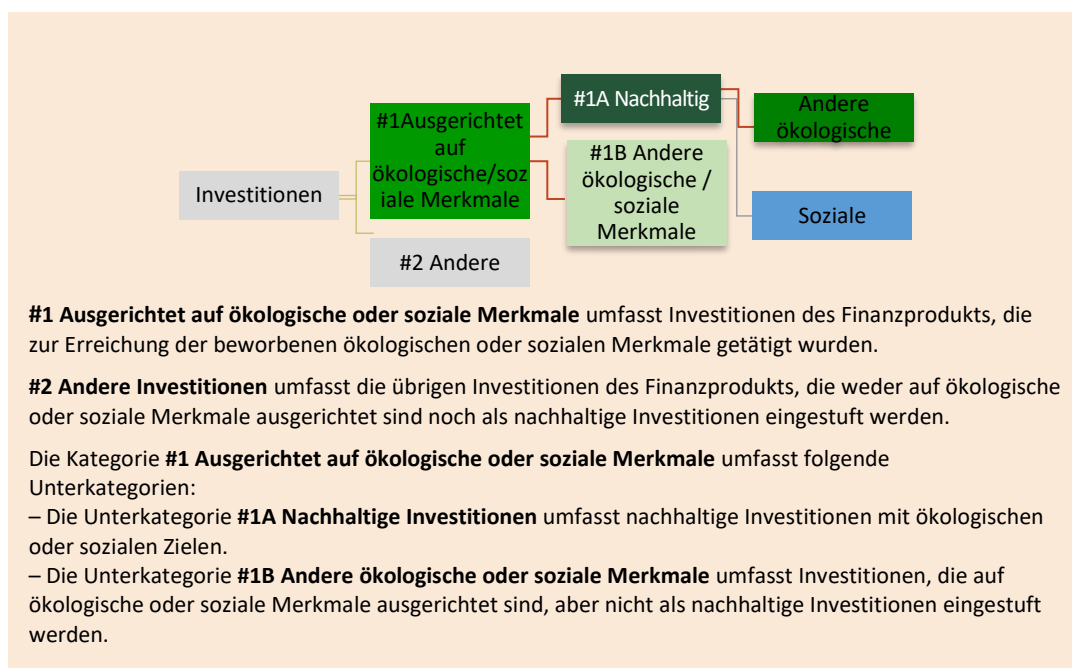 #1A Nachhaltig
Andere
ökologische
#1Ausgerichtet
auf
ökologische/soz
iale Merkmale
#1B Andere
ökologische /
soziale
Merkmale
Investitionen
Soziale
#2 Andere
#1 Ausgerichtet auf ökologische oder soziale Merkmale umfasst Investitionen des Finanzprodukts, die
zur Erreichung der beworbenen ökologischen oder sozialen Merkmale getätigt wurden.
#2 Andere Investitionen umfasst die übrigen Investitionen des Finanzprodukts, die weder auf ökologische
oder soziale Merkmale ausgerichtet sind noch als nachhaltige Investitionen eingestuft werden.
Die Kategorie #1 Ausgerichtet auf ökologische oder soziale Merkmale umfasst folgende
Unterkategorien:
– Die Unterkategorie #1A Nachhaltige Investitionen umfasst nachhaltige Investitionen mit ökologischen
oder sozialen Zielen.
– Die Unterkategorie #1B Andere ökologische oder soziale Merkmale umfasst Investitionen, die auf
ökologische oder soziale Merkmale ausgerichtet sind, aber nicht als nachhaltige Investitionen eingestuft
werden.